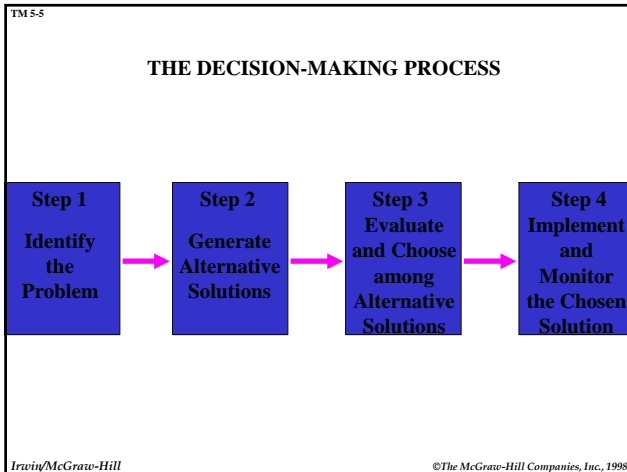 TM 5-5
THE DECISION-MAKING PROCESS
Step 1
Identify
the
Problem
Step 2
Generate
Alternative
Solutions
Step 3
Evaluate
and Choose
among
Alternative
Solutions
Step 4
Implement
and
Monitor
the Chosen
Solution
Irwin/McGraw-Hill
©The McGraw-Hill Companies, Inc., 1998